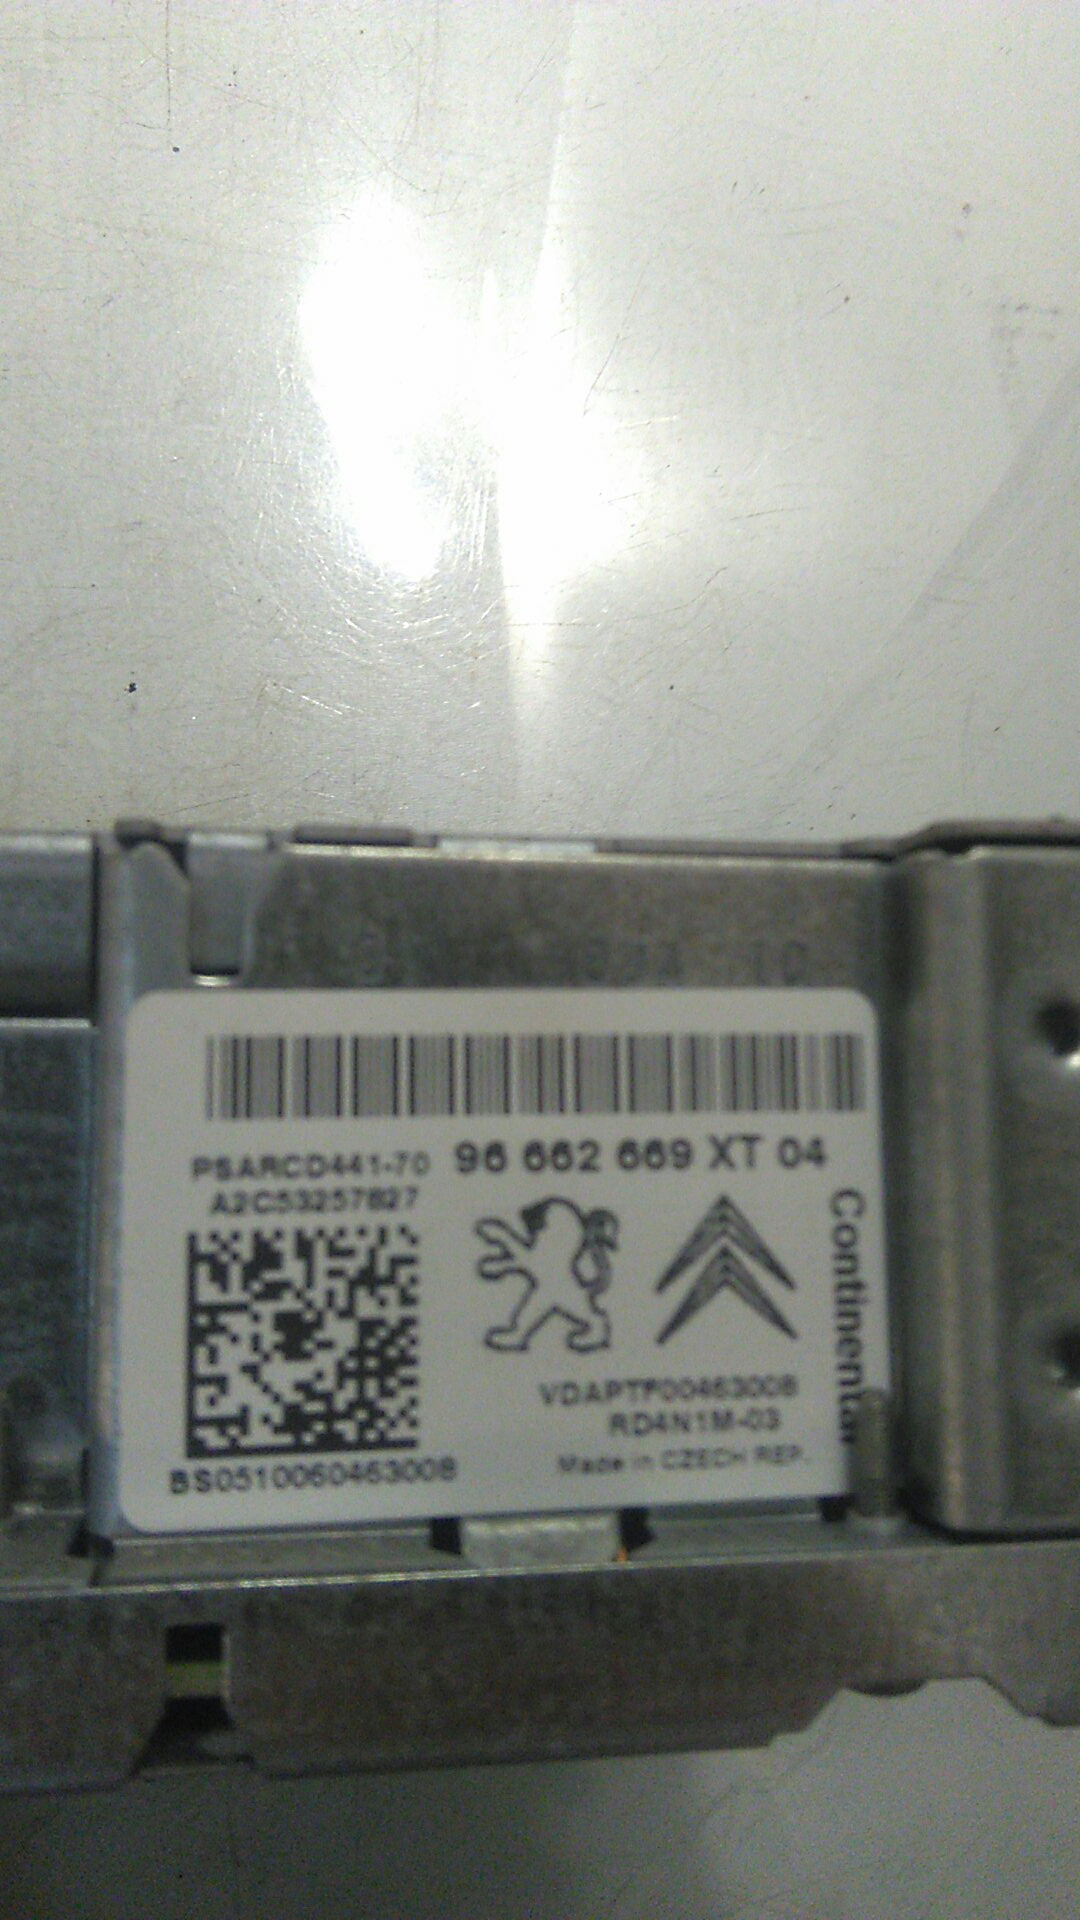 PSARCD441-70 96 662 669 XT 04
A2C53257827
Continental
VDAPTF00463008
RD4N1M-03
Made in CZECH REP.
BS0510060463008